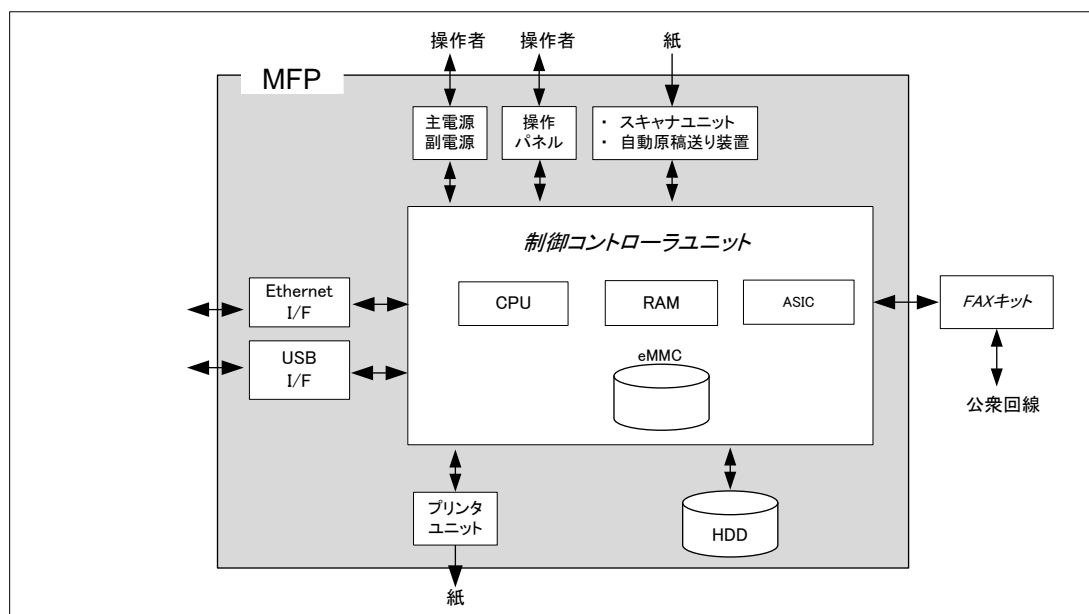 操作者
操作者
紙
MFP
主電源
副電源
操作
パネル
・ スキャナユニット
・ 自動原稿送り装置
制御コントローラユニット
Ethernet
I/F
CPU
RAM
ASIC
FAXキット
USB
I/F
eMMC
公衆回線
プリンタ
ユニット
HDD
紙